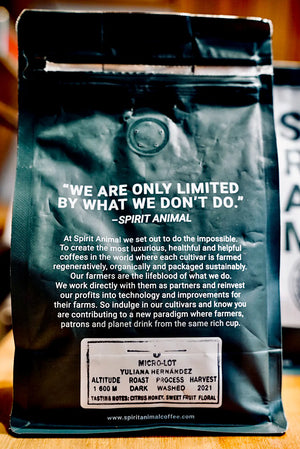 “WE ARE ONLY LIMITED
BY WHAT WE DON’T DO.”
–SPIRIT ANIMAL
At Spirit Animal we set out to do the impossible.
To create the most luxurious, healthful and helpful
coffees in the world where each cultivar is farmed
regeneratively, organically and packaged sustainably.
Our farmers are the lifeblood of what we do.
We work directly with them as partners and reinvest
our profits into technology and improvements for
their farms. So indulge in our cultivars and know you
are contributing to a new paradigm where farmers,
patrons and planet drink from the same rich cup.
MICRO-LOT
YULIANA HERNÁNDEZ
ALTITUDE ROAST PROCESS HARVEST
1 600 M DARK WASHED 2021
TASTING NOTES: CITRUS HONEY, SWEET FRUIT FLORAL
www.spiritanimalcoffee.com